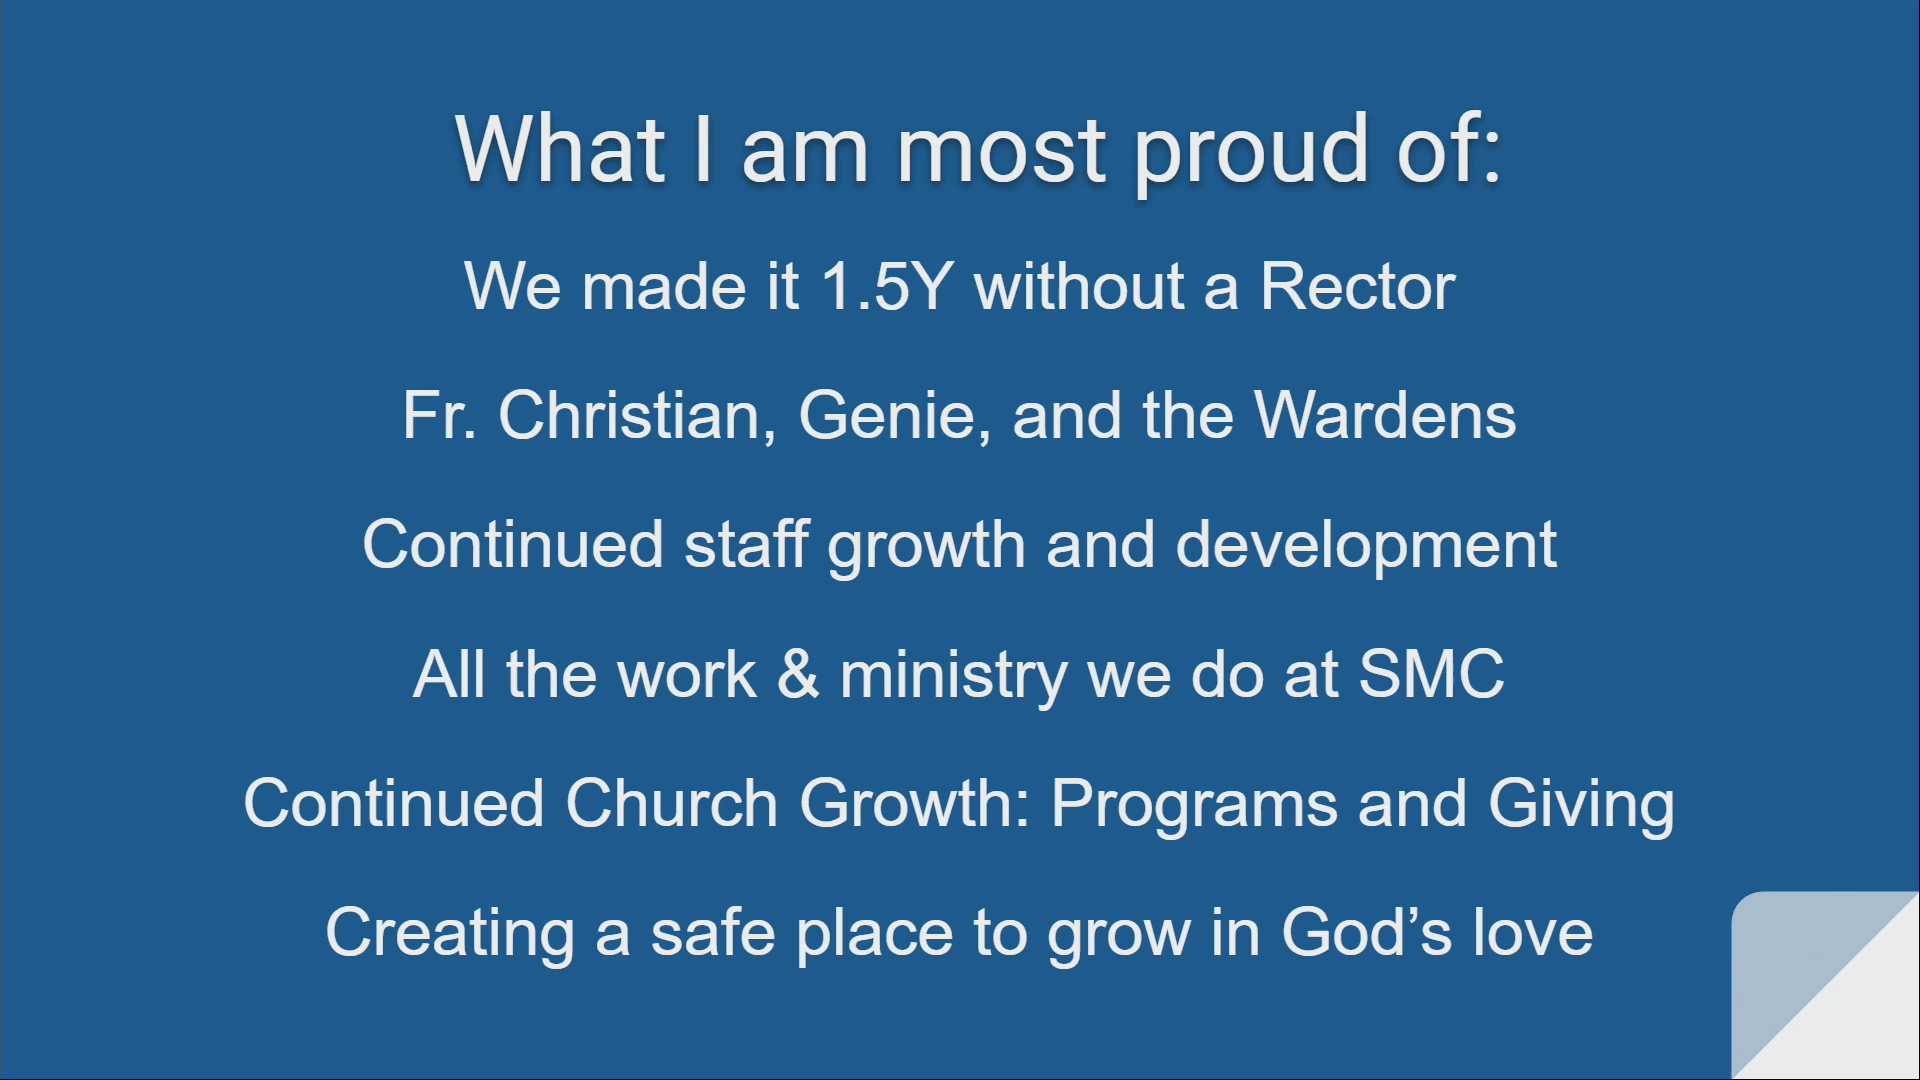 What I am most proud of:
We made it 1.5Y without a Rector
Fr. Christian, Genie, and the Wardens
Continued staff growth and development
All the work & ministry we do at SMC
Continued Church Growth: Programs and Giving
Creating a safe place to grow in God’s love